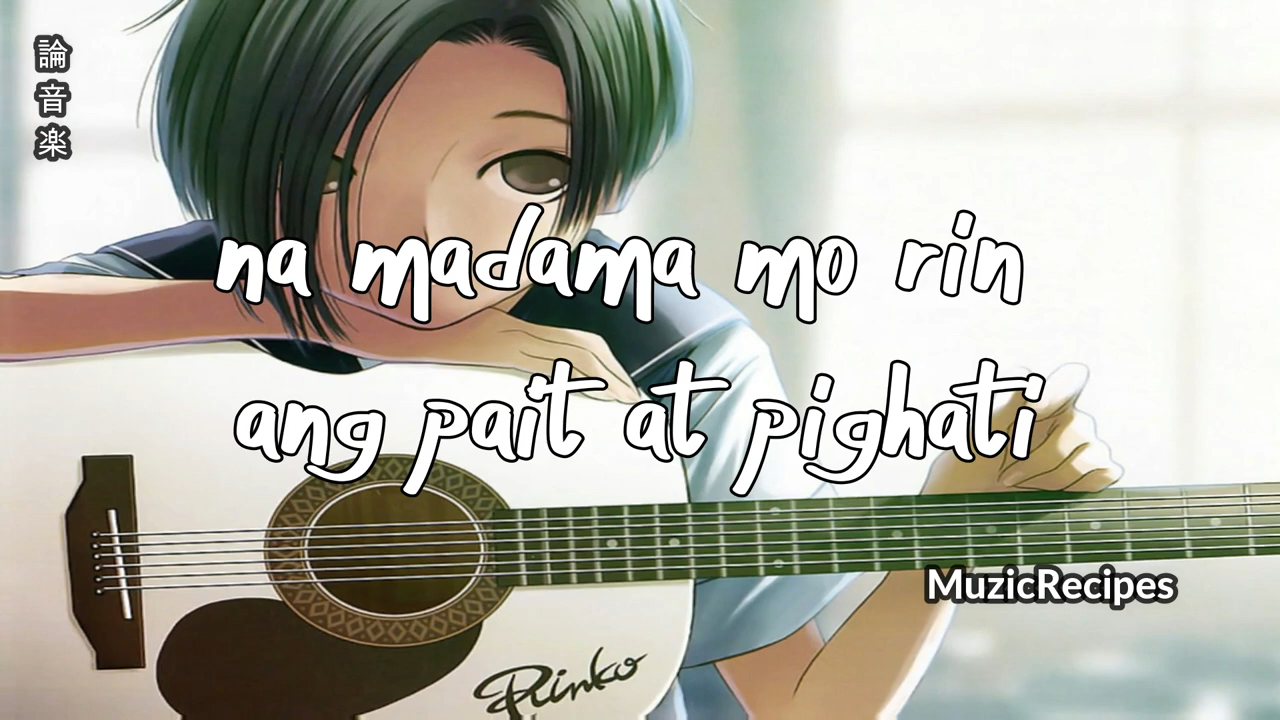 論音楽
na madama mo rin
ang pait at pighati
MuzicRecipes
Rinko